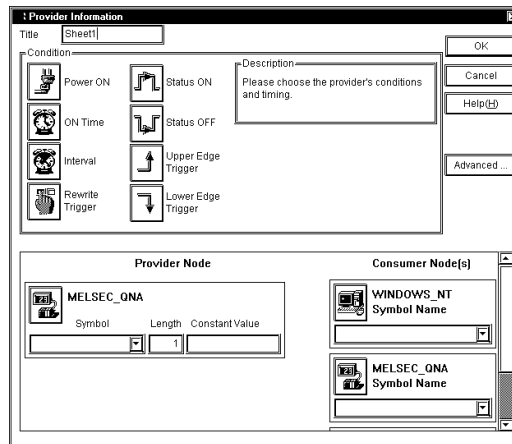 Provider Information
Title Sheet1
OK
Cancel
Help(H)
Advanced ...
Condition
Power ON
Status ON
ON Time
Status OFF
Interval
Upper Edge
Trigger
Rewrite
Trigger
Lower Edge
Trigger
Description
Please choose the provider's conditions
and timing.
Provider Node
MELSEC_QNA
Symbol Length Constant Value
1
Consumer Node(s)
WINDOWS_NT
Symbol Name
MELSEC_QNA
Symbol Name